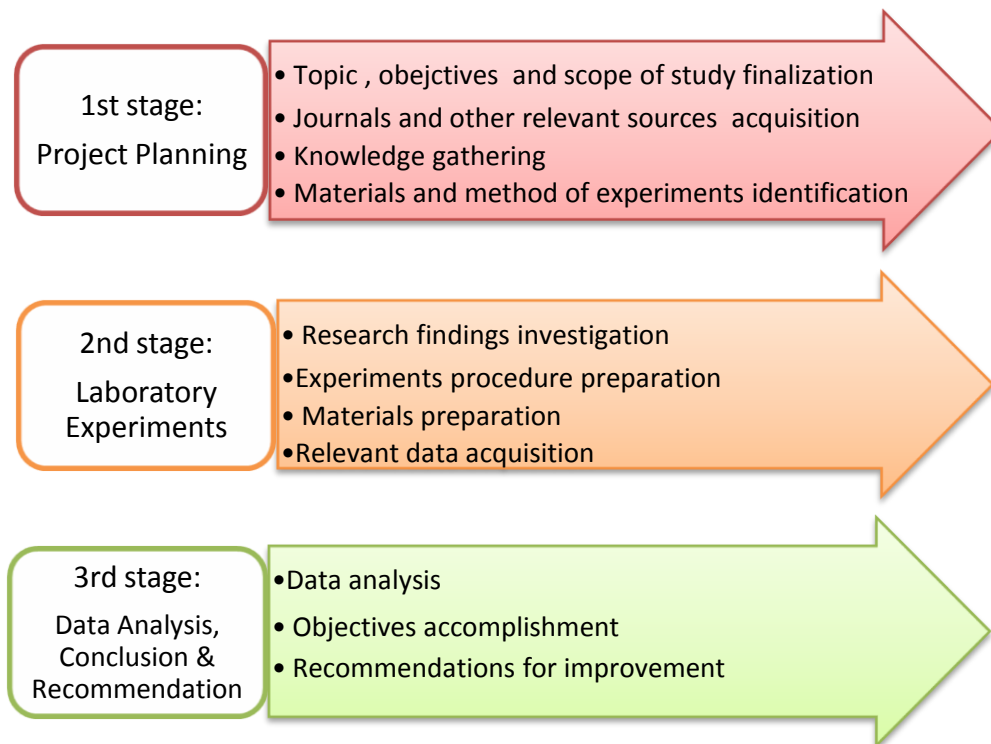 1st stage:
Project Planning
• Topic , obejctives and scope of study finalization
• Journals and other relevant sources acquisition
• Knowledge gathering
• Materials and method of experiments identification
2nd stage:
Laboratory
Experiments
• Research findings investigation
•Experiments procedure preparation
• Materials preparation
•Relevant data acquisition
3rd stage:
Data Analysis,
Conclusion &
Recommendation
•Data analysis
• Objectives accomplishment
• Recommendations for improvement